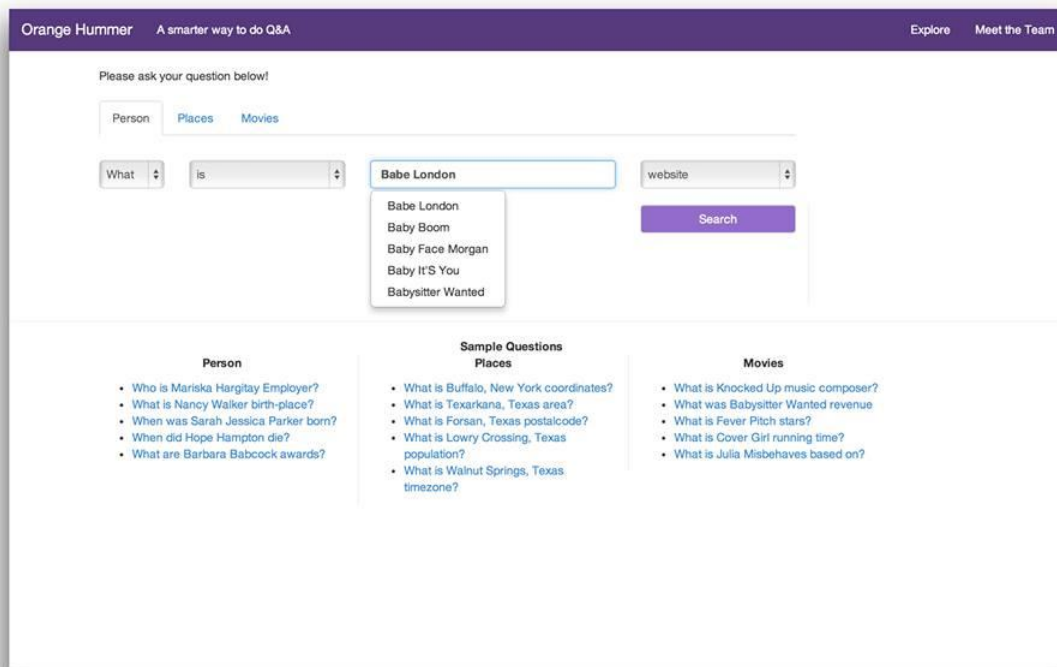 Orange Hummer A smarter way to do Q&A Explore Meet the Team
Please ask your question below!
Person Places Movies
What is Babe London website
Search
Babe London
Baby Boom
Baby Face Morgan
Baby It'S You
Babysitter Wanted
Sample Questions
Person
Who is Mariska Hargitay Employer?
What is Nancy Walker birth-place?
When was Sarah Jessica Parker born?
When did Hope Hampton die?
What are Barbara Babcock awards?
Places
What is Buffalo, New York coordinates?
What is Texarkana, Texas area?
What is Forsan, Texas postalcode?
What is Lowry Crossing, Texas
population?
What is Walnut Springs, Texas
timezone?
Movies
What is Knocked Up music composer?
What was Babysitter Wanted revenue
What is Fever Pitch stars?
What is Cover Girl running time?
What is Julia Misbehaves based on?